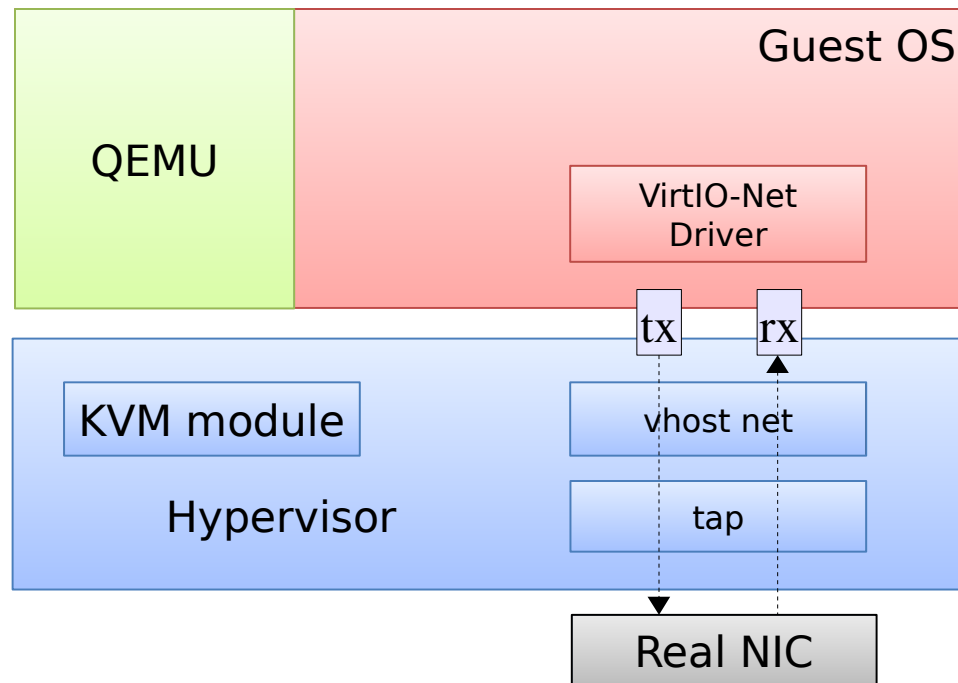 Guest OS
QEMU
VirtIO-Net
Driver
tx
rx
KVM module
vhost net
Hypervisor
tap
Real NIC